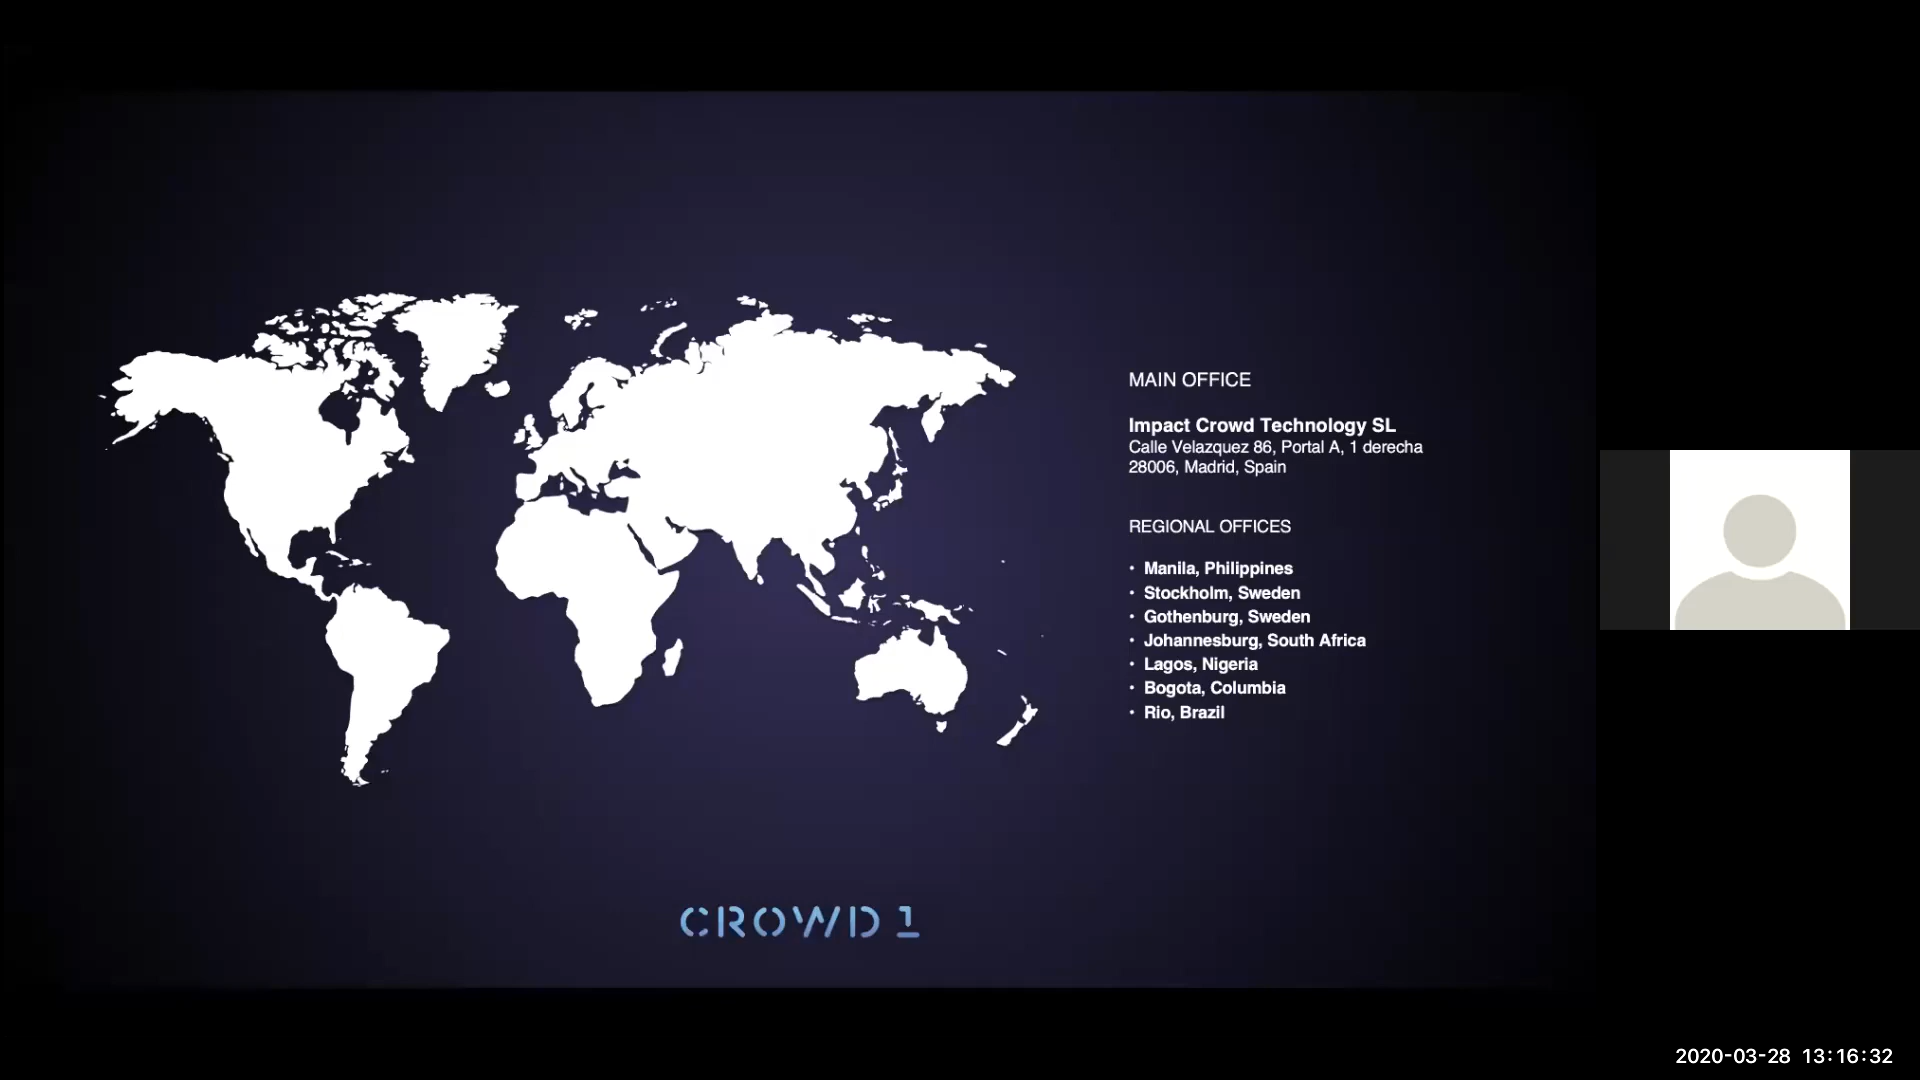 MAIN OFFICE
Impact Crowd Technology SL
Calle Velazquez 86, Portal A, 1 derecha
28006, Madrid, Spain
REGIONAL OFFICES
• Manila, Philippines
• Stockholm, Sweden
• Gothenburg, Sweden
• Johannesburg, South Africa
• Lagos, Nigeria
• Bogota, Columbia
• Rio, Brazil
CROWD 1
2020-03-28 13:16:32